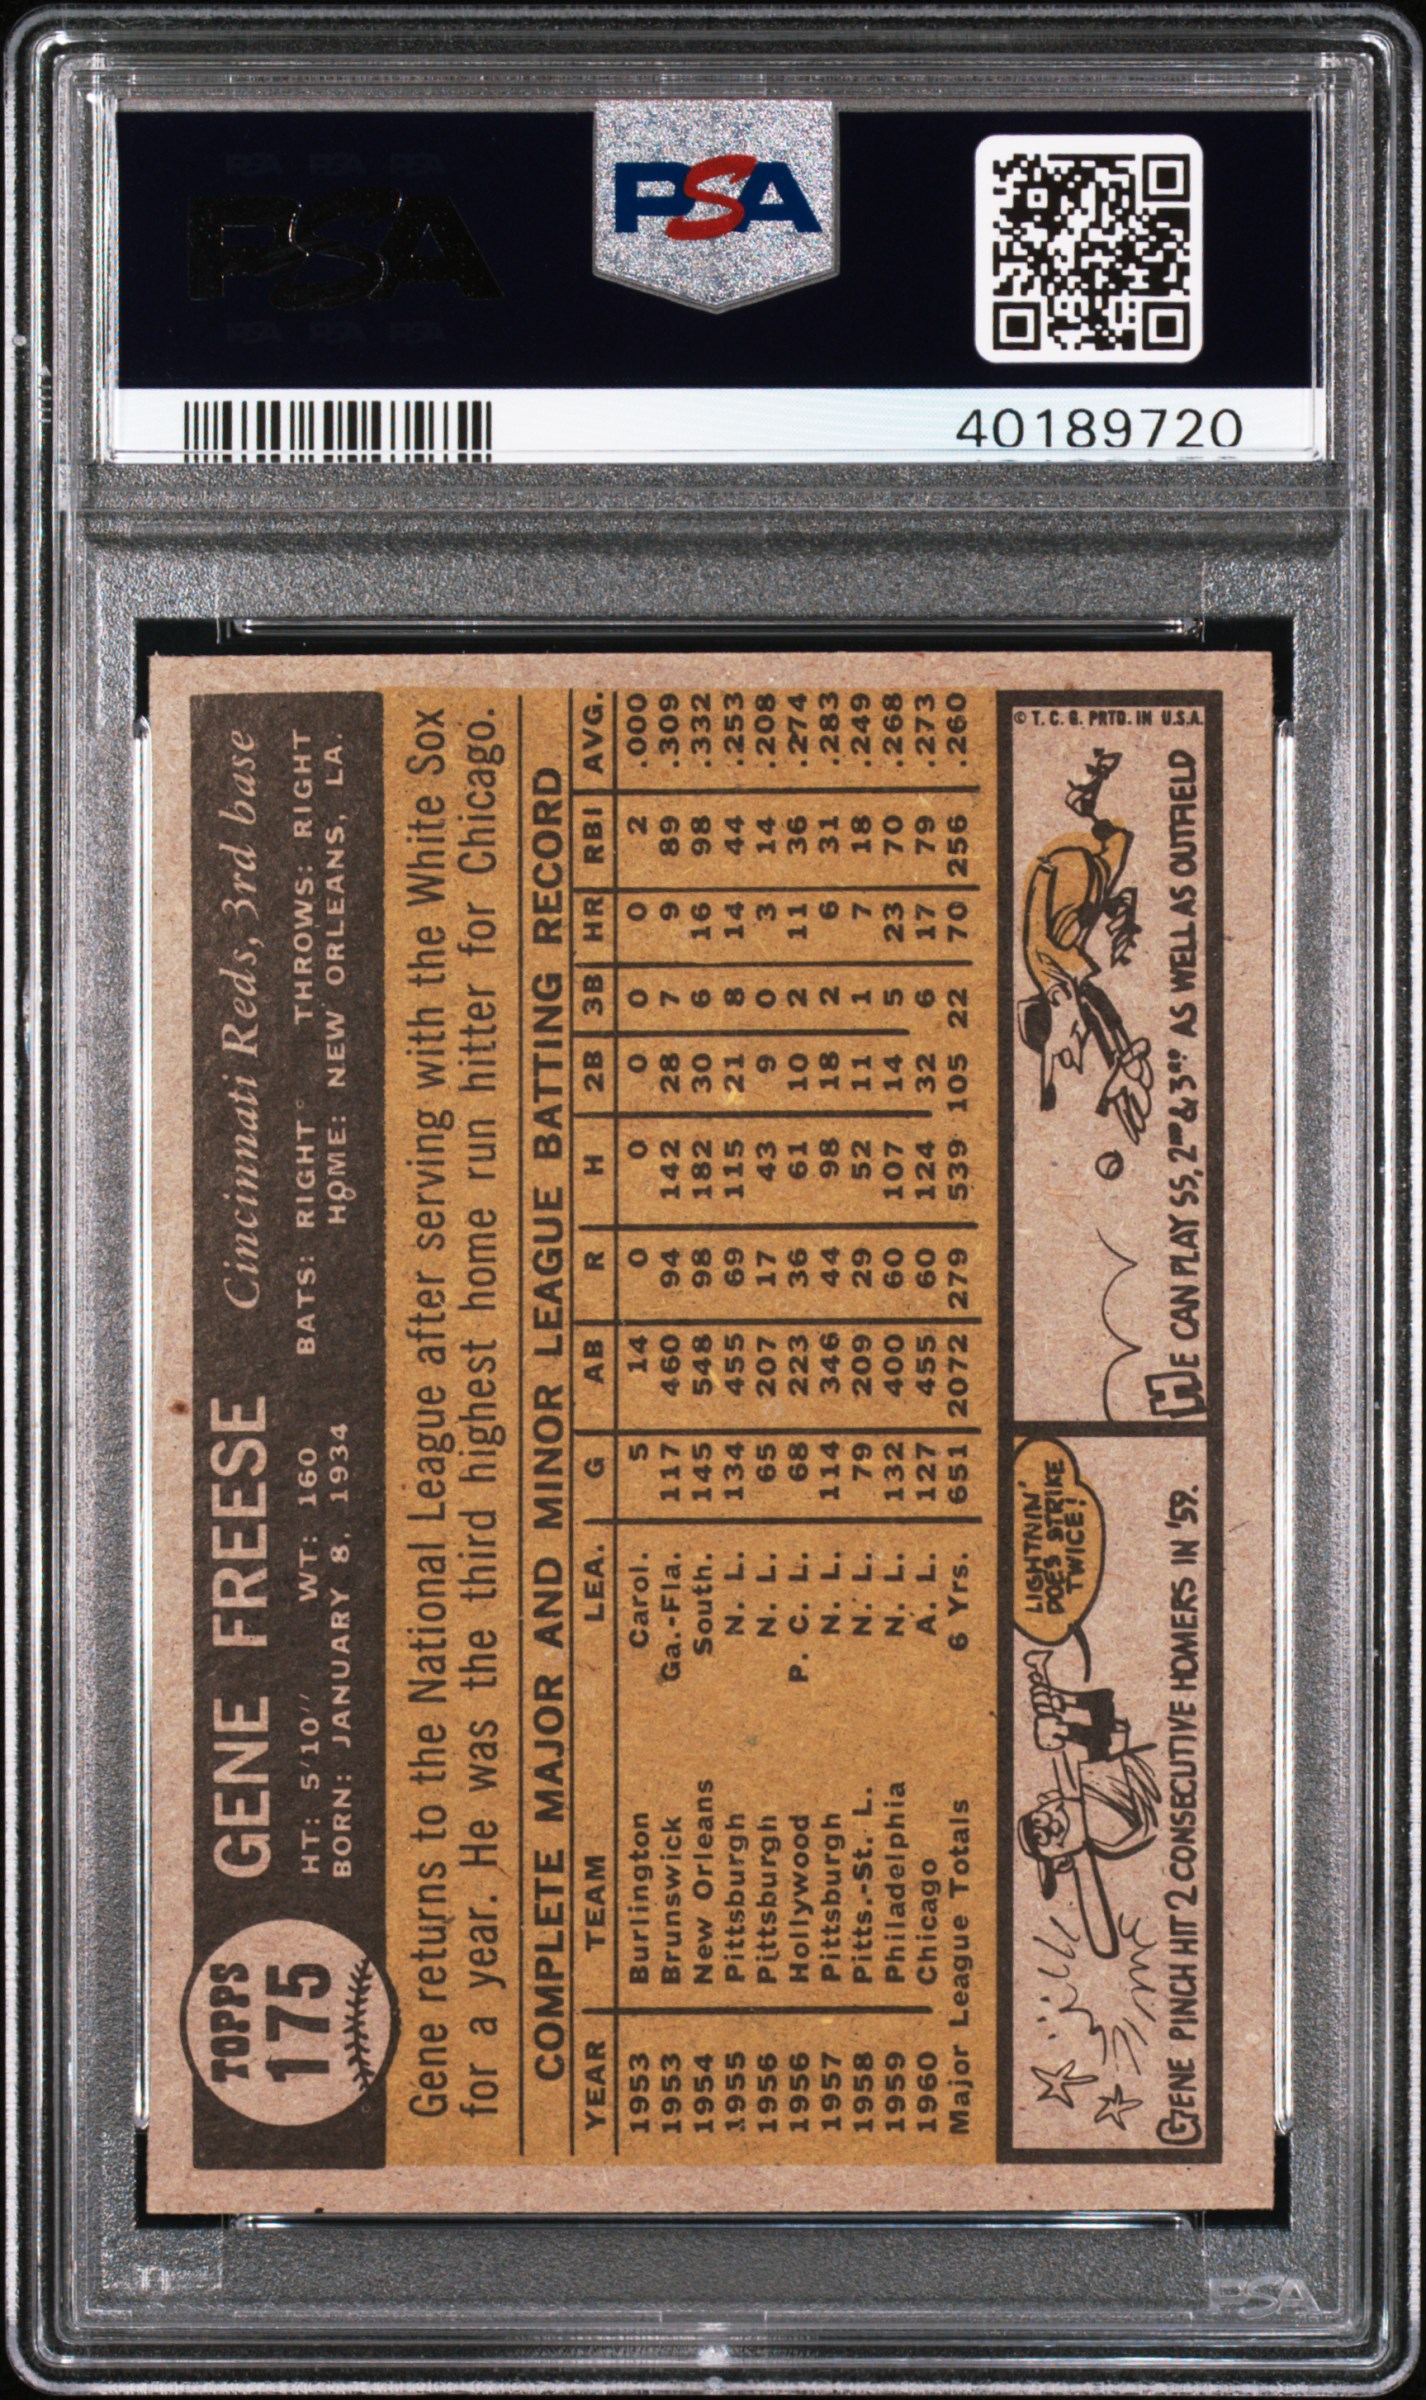 PSA PSA PSA
PSA
PSA PSA PSA
PSA
40189720
TOPPS
175
GENE FREESE Cincinnati Reds, 3rd base
HT: 5'10" WT: 160 BATS: RIGHT THROWS: RIGHT
BORN: JANUARY 8, 1934 HOME: NEW ORLEANS, LA.
Gene returns to the National League after serving with the White Sox
for a year. He was the third highest home run hitter for Chicago.
COMPLETE MAJOR AND MINOR LEAGUE BATTING RECORD
YEAR TEAM LEA. G AB R H 2B 3B HR RBI AVG.
1953 Burlington Carol. 5 14 0 0 0 0 0 2 .000
1953 Brunswick Ga.-Fla. 117 460 94 142 28 7 9 89 .309
1954 New Orleans South. 145 548 98 182 30 6 16 98 .332
1955 Pittsburgh N. L. 134 455 69 115 21 8 14 44 .253
1956 Pittsburgh N. L. 65 207 17 43 9 0 3 14 .208
1956 Hollywood P. C. L. 68 223 36 61 10 2 11 36 .274
1957 Pittsburgh N. L. 114 346 44 98 18 2 6 31 .283
1958 Pitts.-St. L. N. L. 79 209 29 52 11 1 7 18 .249
1959 Philadelphia N. L. 132 400 60 107 14 5 23 70 .268
1960 Chicago A. L. 127 455 60 124 32 6 17 79 .273
Major League Totals 6 Yrs. 651 2072 279 539 105 22 70 256 .260
LIGHTNIN'
DOES STRIKE
TWICE!
GENE PINCH HIT 2 CONSECUTIVE HOMERS IN '59.
© T. C. G. PRTD. IN U.S.A.
HE CAN PLAY SS, 2ND & 3RD AS WELL AS OUTFIELD
PSA